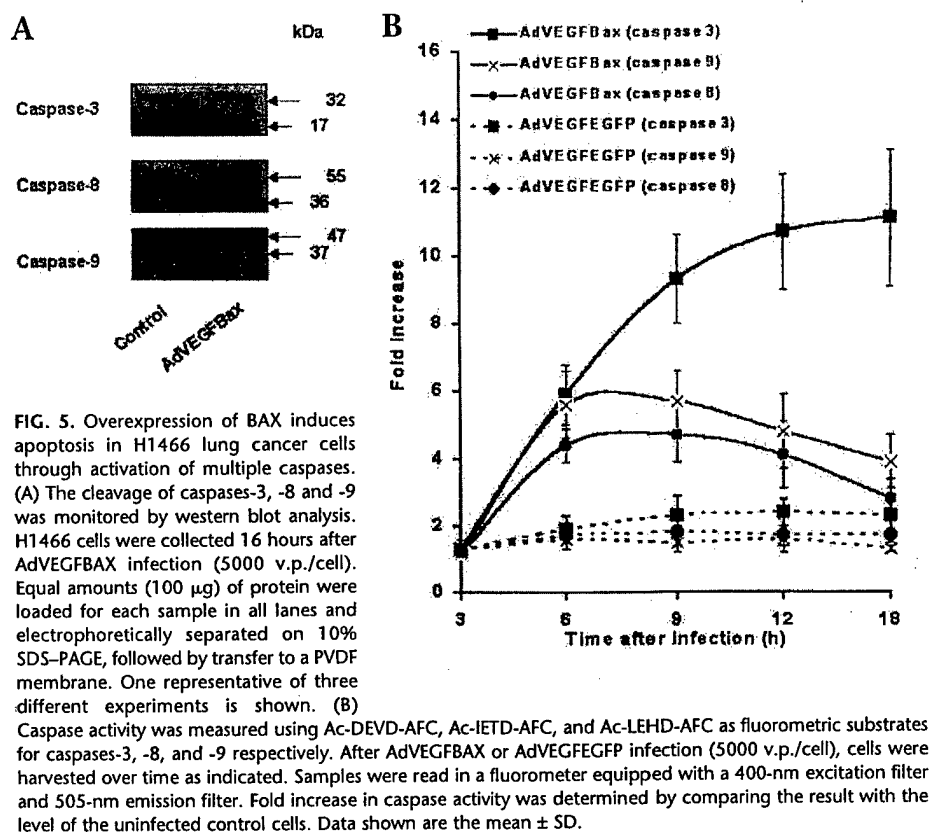 A
kDa
Caspase-3
32
17
Caspase-8
55
36
Caspase-9
47
37
Control
AdVEGFBax
B
AdVEGFBax (caspase 3)
AdVEGFBax (caspase 9)
AdVEGFBax (caspase 8)
AdVEGFEGFP (caspase 3)
AdVEGFEGFP (caspase 9)
AdVEGFEGFP (caspase 8)
Fold increase
16
14
12
10
8
6
4
2
0
3 6 9 12 18
Time after Infection (h)
FIG. 5. Overexpression of BAX induces
apoptosis in H1466 lung cancer cells
through activation of multiple caspases.
(A) The cleavage of caspases-3, -8 and -9
was monitored by western blot analysis.
H1466 cells were collected 16 hours after
AdVEGFBAX infection (5000 v.p./cell).
Equal amounts (100 μg) of protein were
loaded for each sample in all lanes and
electrophoretically separated on 10%
SDS–PAGE, followed by transfer to a PVDF
membrane. One representative of three
different experiments is shown. (B)
Caspase activity was measured using Ac-DEVD-AFC, Ac-IETD-AFC, and Ac-LEHD-AFC as fluorometric substrates
for caspases-3, -8, and -9 respectively. After AdVEGFBAX or AdVEGFEGFP infection (5000 v.p./cell), cells were
harvested over time as indicated. Samples were read in a fluorometer equipped with a 400-nm excitation filter
and 505-nm emission filter. Fold increase in caspase activity was determined by comparing the result with the
level of the uninfected control cells. Data shown are the mean ± SD.